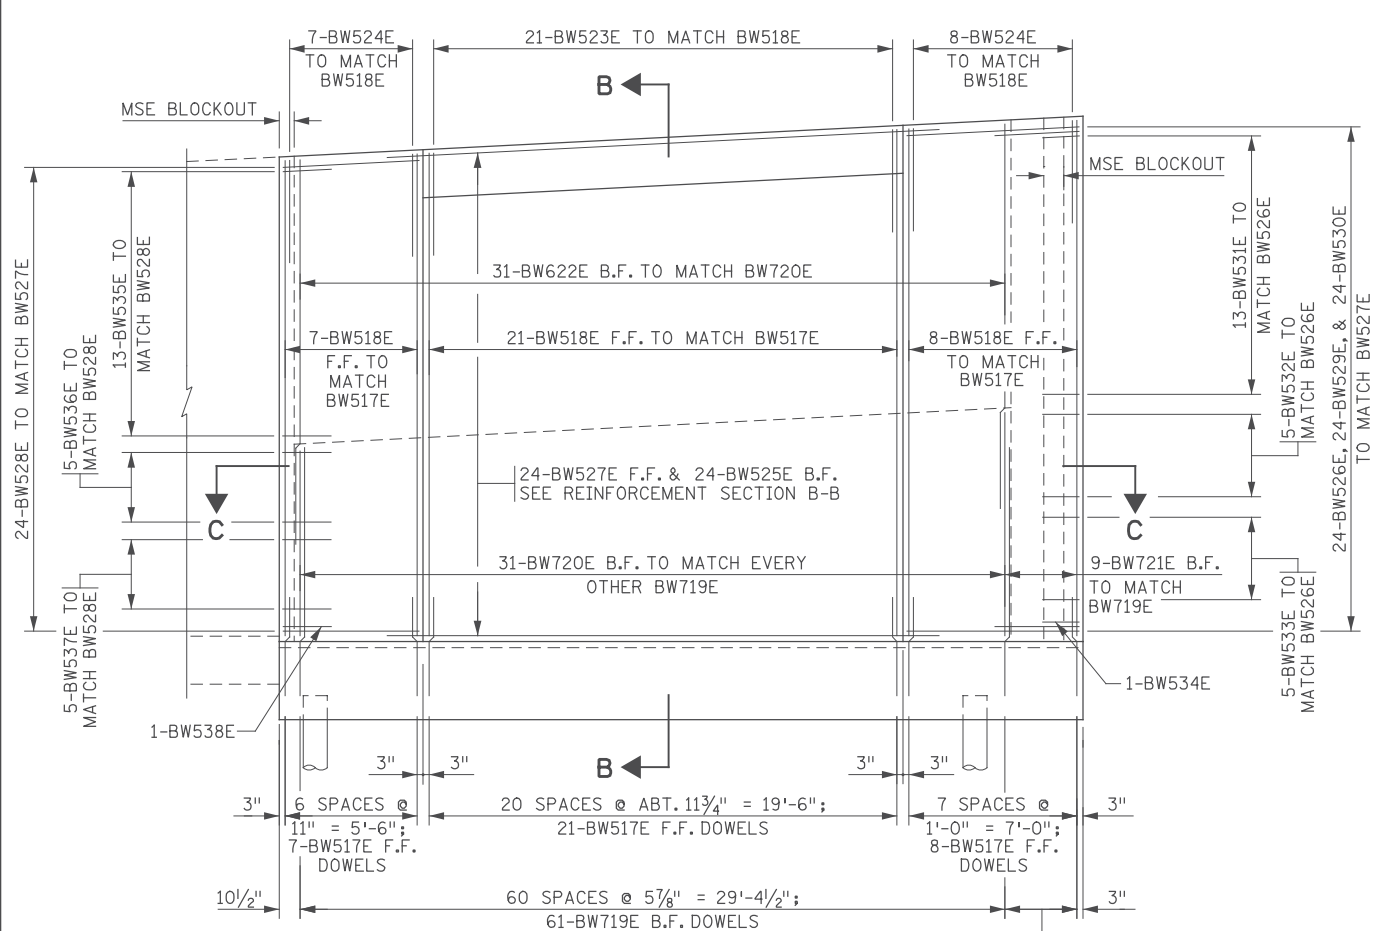 7-BW524E
TO MATCH
BW518E
21-BW523E TO MATCH BW518E
8-BW524E
TO MATCH
BW518E
B
MSE BLOCKOUT
MSE BLOCKOUT
24-BW528E TO MATCH BW527E
13-BW535E TO
MATCH BW528E
5-BW536E TO
MATCH BW528E
5-BW537E TO
MATCH BW528E
31-BW622E B.F. TO MATCH BW720E
7-BW518E
F.F. TO
MATCH
BW517E
21-BW518E F.F. TO MATCH BW517E
8-BW518E F.F.
TO MATCH
BW517E
13-BW531E TO
MATCH BW526E
5-BW532E TO
MATCH BW526E
5-BW533E TO
MATCH BW526E
24-BW526E, 24-BW529E, & 24-BW530E
TO MATCH BW527E
24-BW527E F.F. & 24-BW525E B.F.
SEE REINFORCEMENT SECTION B-B
C
C
31-BW720E B.F. TO MATCH EVERY
OTHER BW719E
9-BW721E B.F.
TO MATCH
BW719E
1-BW538E
1-BW534E
B
3"
3"
3"
3"
3"
6 SPACES @
11" = 5'-6";
7-BW517E F.F.
DOWELS
20 SPACES @ ABT. 11¾" = 19'-6";
21-BW517E F.F. DOWELS
7 SPACES @
1'-0" = 7'-0";
8-BW517E F.F.
DOWELS
3"
10½"
60 SPACES @ 5⅞" = 29'-4½";
61-BW719E B.F. DOWELS
3"